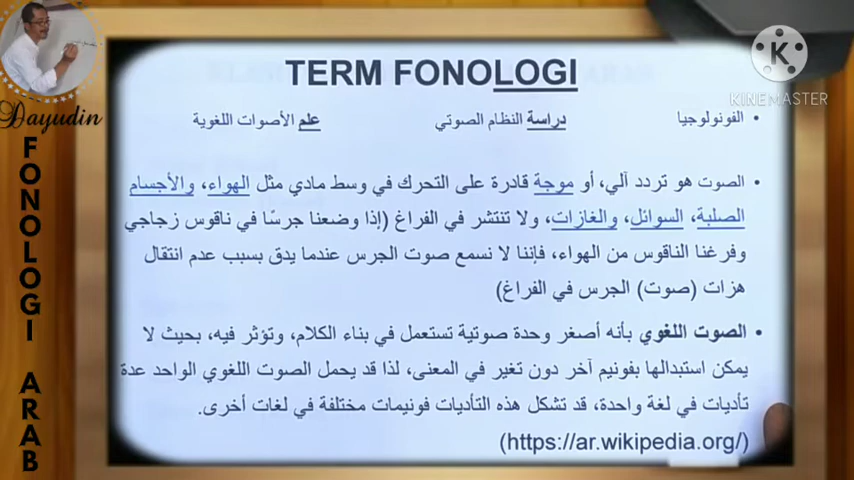 TERM FONOLOGI
• الفونولوجيا دراسة النظام الصوتي علم الأصوات اللغوية
• الصوت هو تردد آلي، أو موجة قادرة على التحرك في وسط مادي مثل الهواء، والأجسام
الصلبة، السوائل، والغازات، ولا تنتشر في الفراغ (إذا وضعنا جرسًا في ناقوس زجاجي
وفرغنا الناقوس من الهواء، فإننا لا نسمع صوت الجرس عندما يدق بسبب عدم انتقال
هزات (صوت) الجرس في الفراغ)
• الصوت اللغوي بأنه أصغر وحدة صوتية تستعمل في بناء الكلام، وتؤثر فيه، بحيث لا
يمكن استبدالها بفونيم آخر دون تغير في المعنى، لذا قد يحمل الصوت اللغوي الواحد عدة
تأديات في لغة واحدة، قد تشكل هذه التأديات فونيمات مختلفة في لغات أخرى.
(https://ar.wikipedia.org/)
Dayudin
FONOLOGI ARAB
K
KINEMASTER